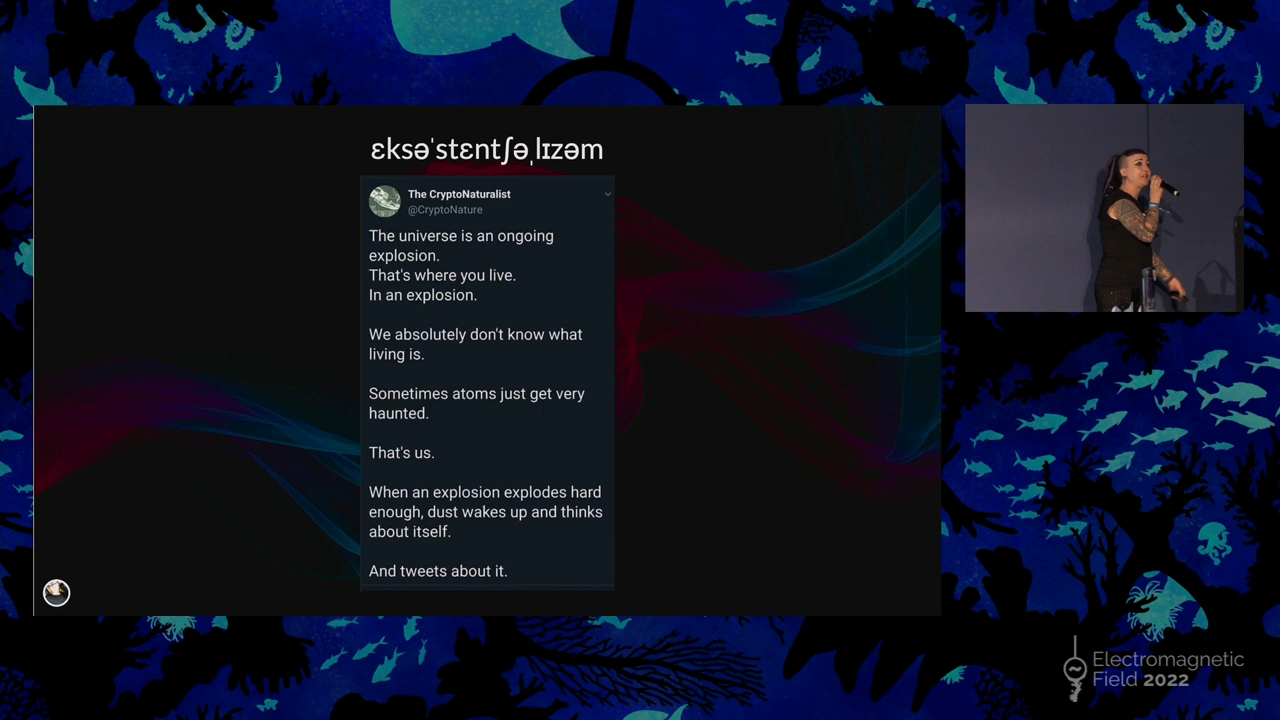 ɛksəˈstɛntʃəˌlɪzəm
The CryptoNaturalist
@CryptoNature
The universe is an ongoing
explosion.
That's where you live.
In an explosion.
We absolutely don't know what
living is.
Sometimes atoms just get very
haunted.
That's us.
When an explosion explodes hard
enough, dust wakes up and thinks
about itself.
And tweets about it.
Electromagnetic
Field 2022